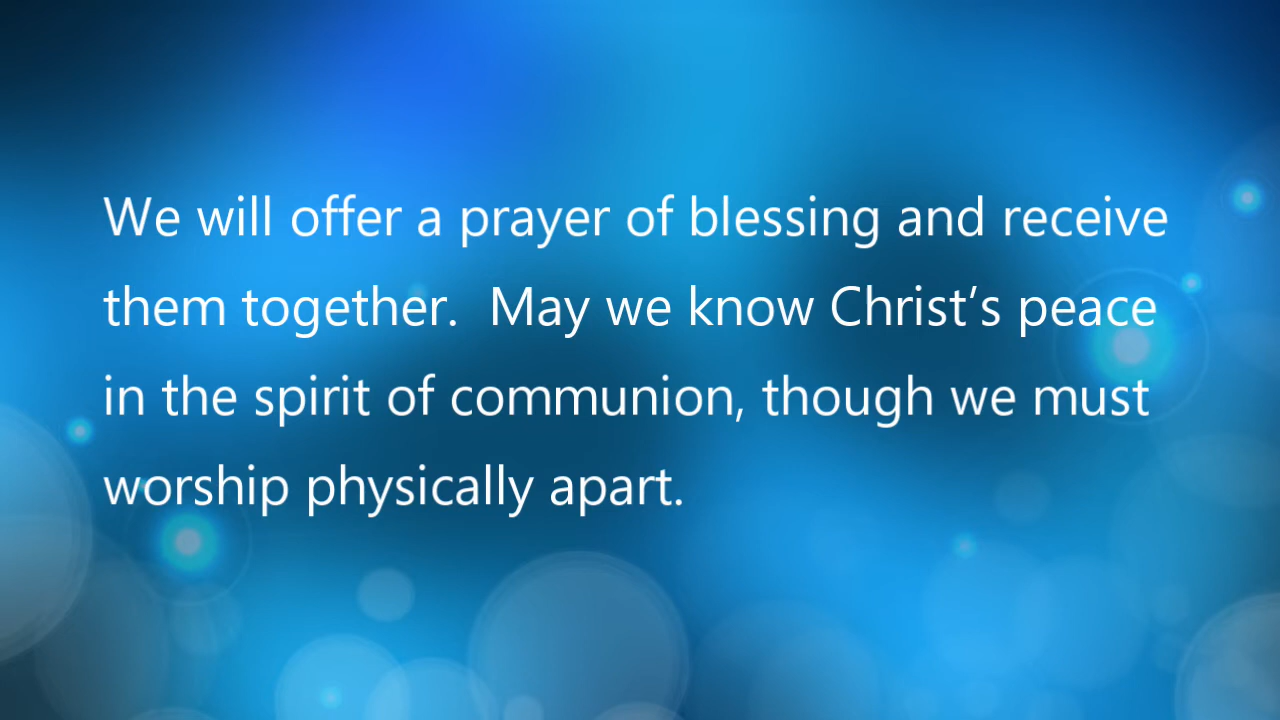 We will offer a prayer of blessing and receive
them together.  May we know Christ’s peace
in the spirit of communion, though we must
worship physically apart.